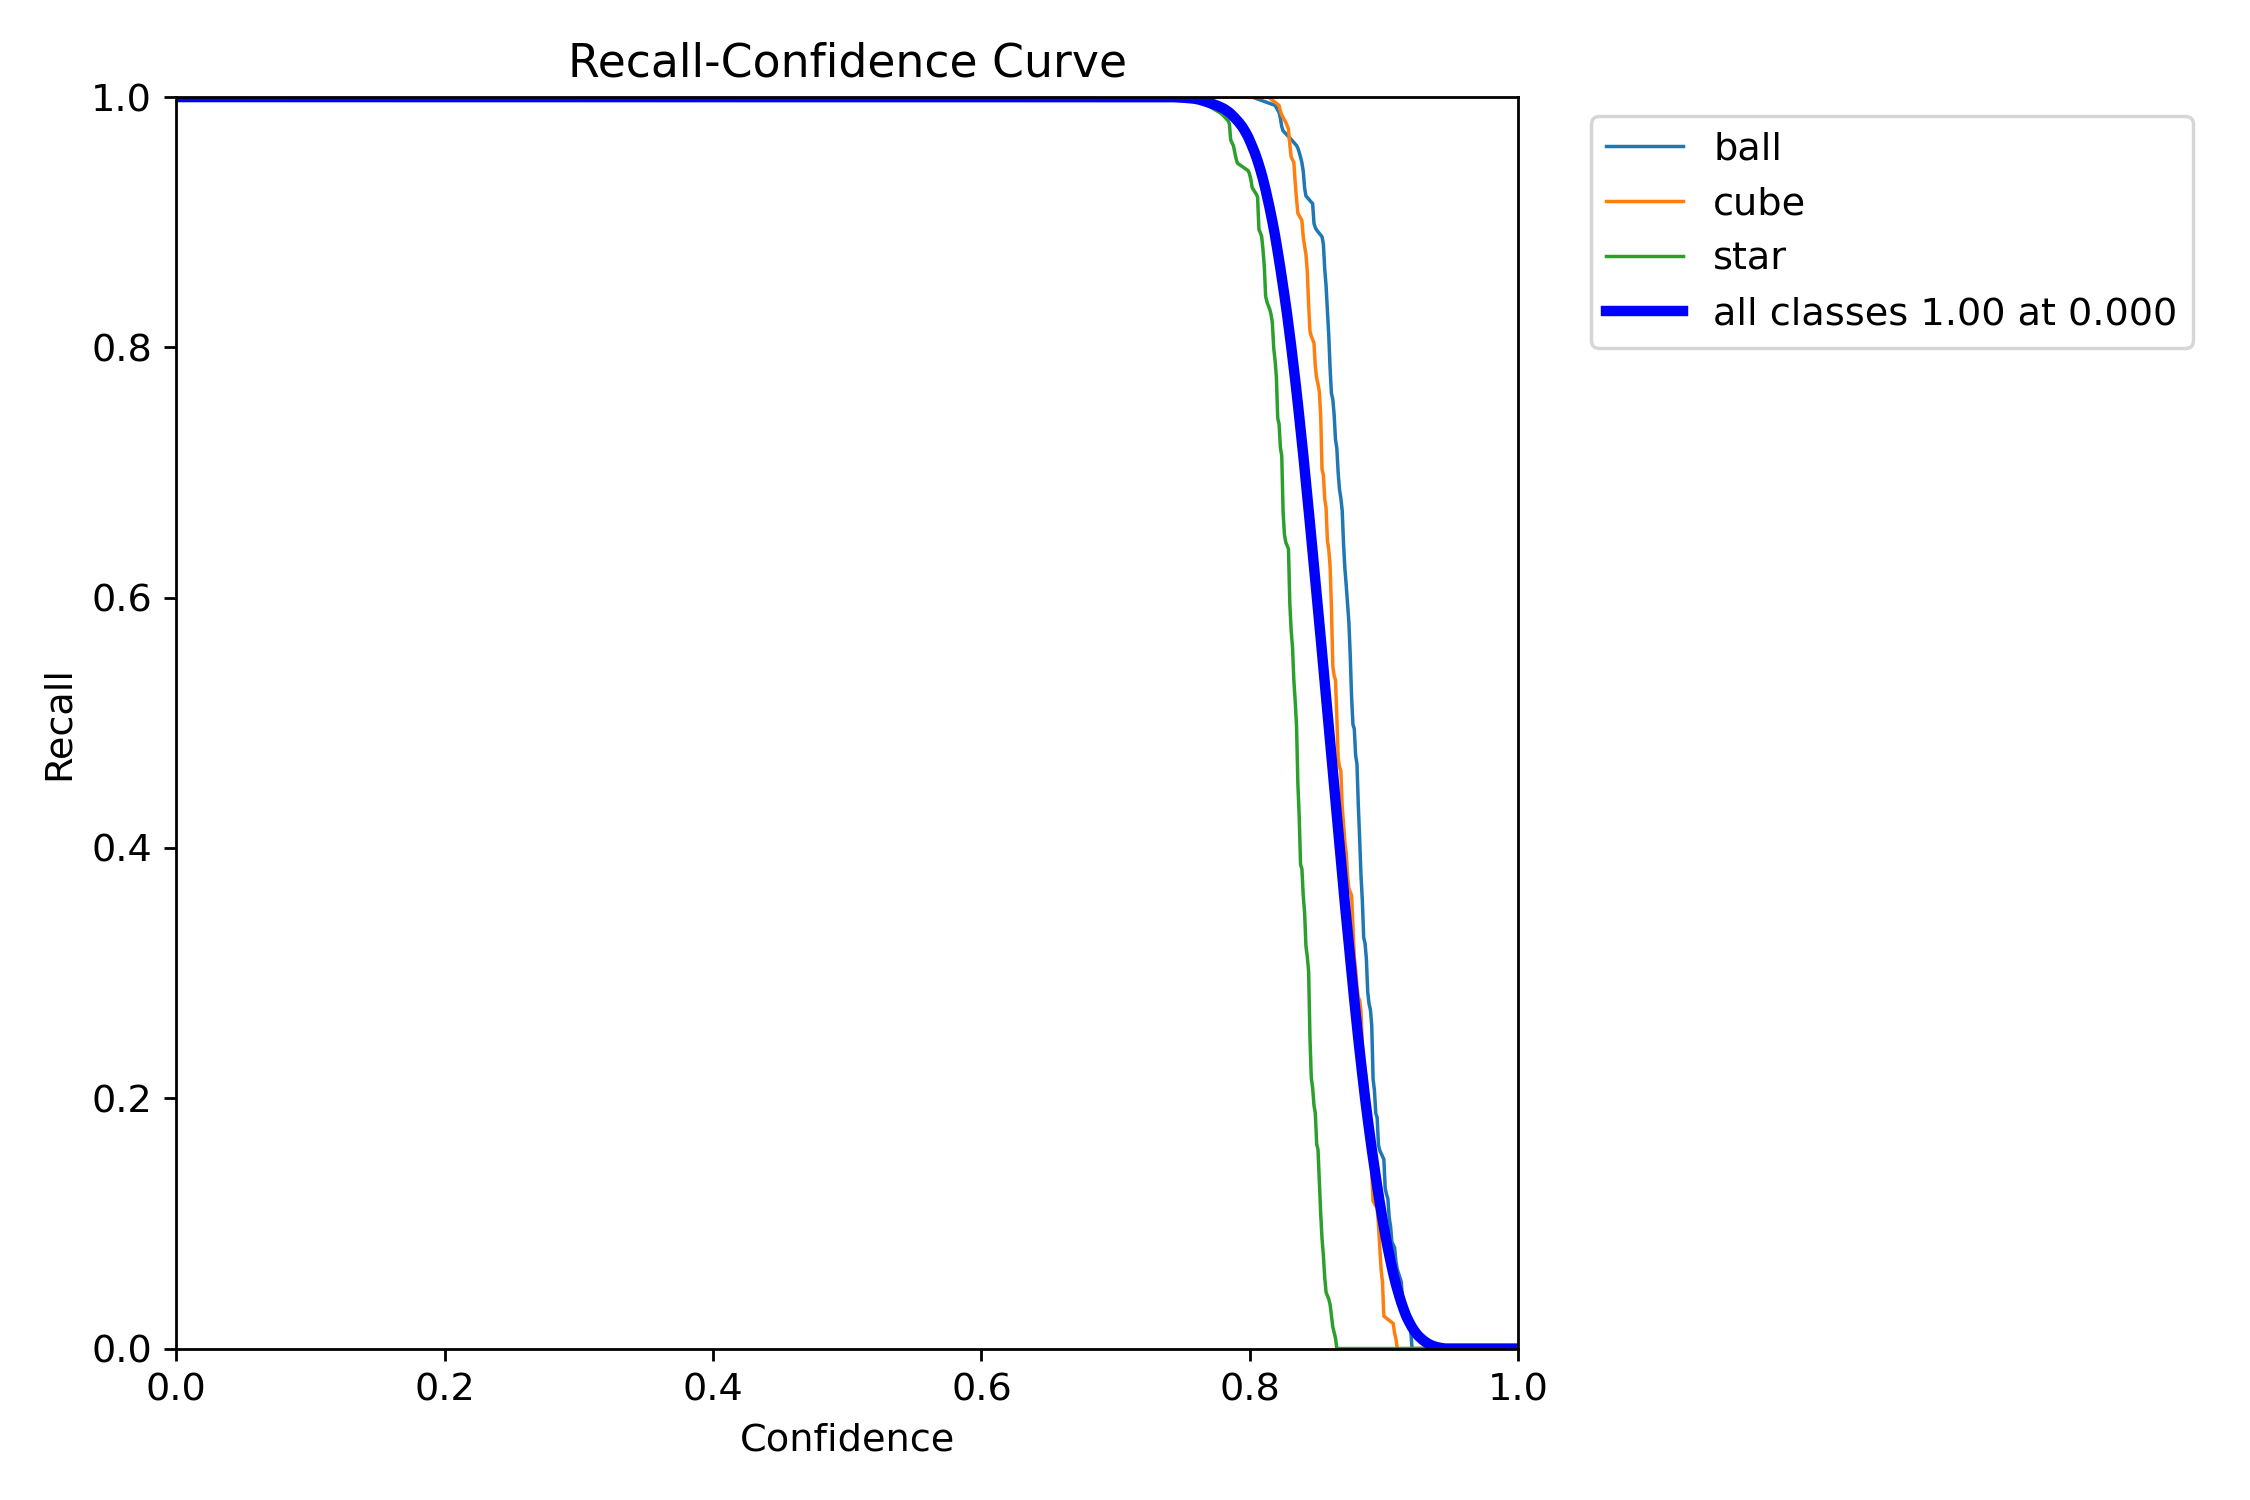 Recall-Confidence Curve
1.0
0.8
0.6
0.4
0.2
0.0
Recall
0.0 0.2 0.4 0.6 0.8 1.0
Confidence
ball
cube
star
all classes 1.00 at 0.000